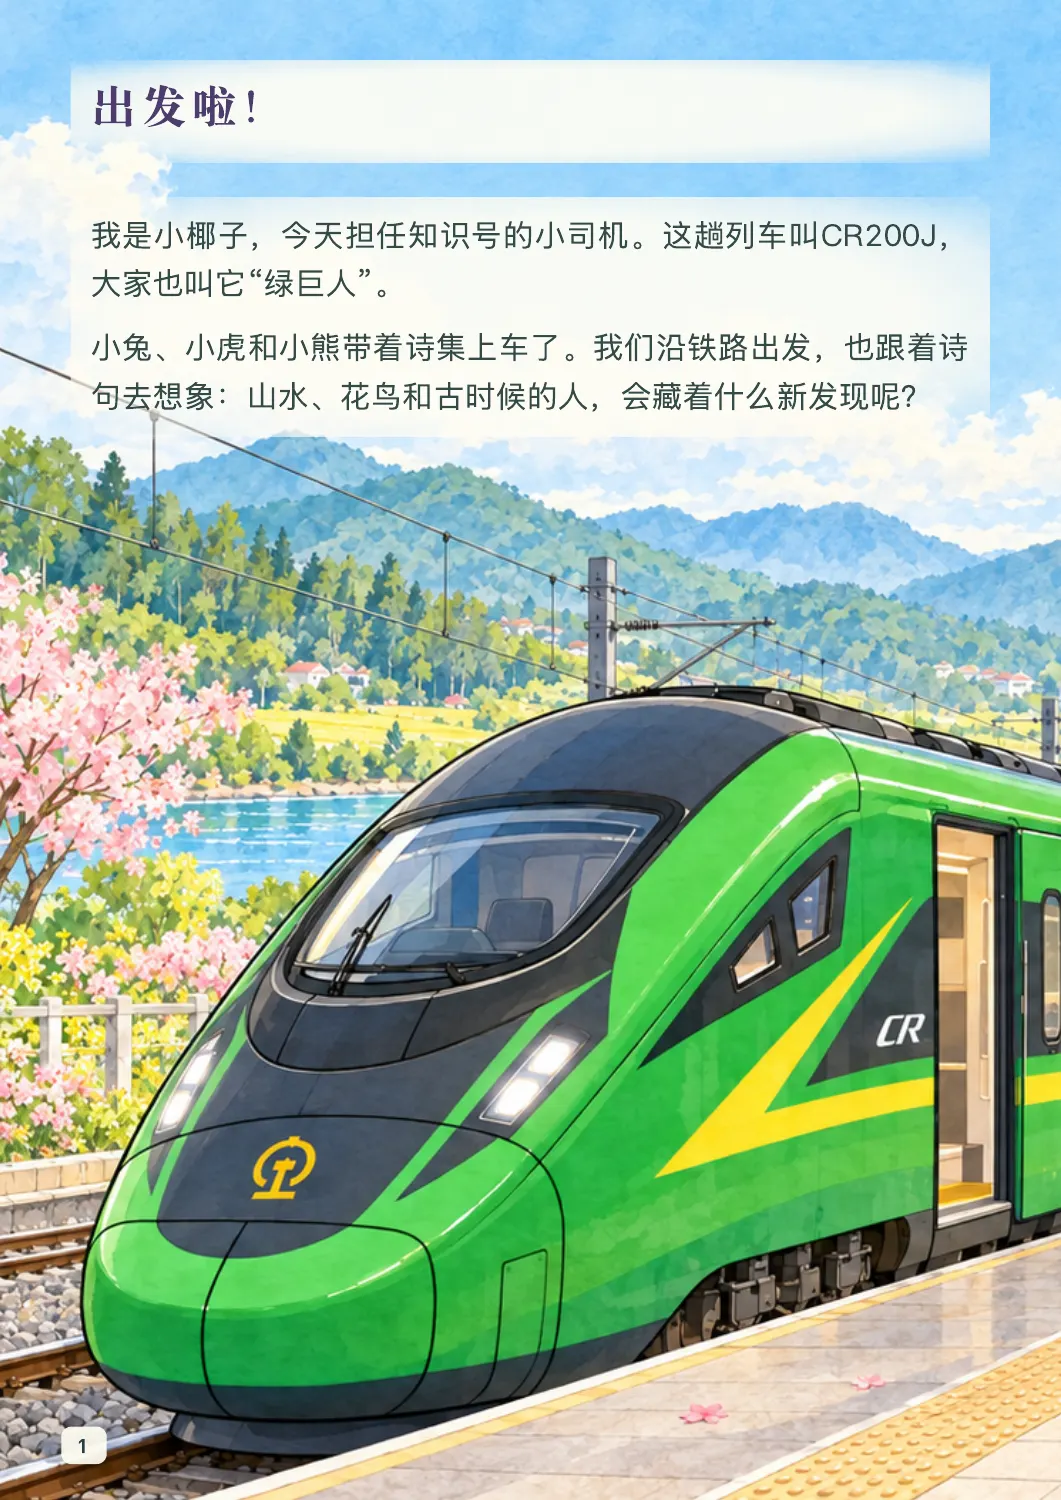 出发啦！
我是小椰子，今天担任知识号的小司机。这趟列车叫CR200J，
大家也叫它“绿巨人”。
小兔、小虎和小熊带着诗集上车了。我们沿铁路出发，也跟着诗
句去想象：山水、花鸟和古时候的人，会藏着什么新发现呢？
CR
1